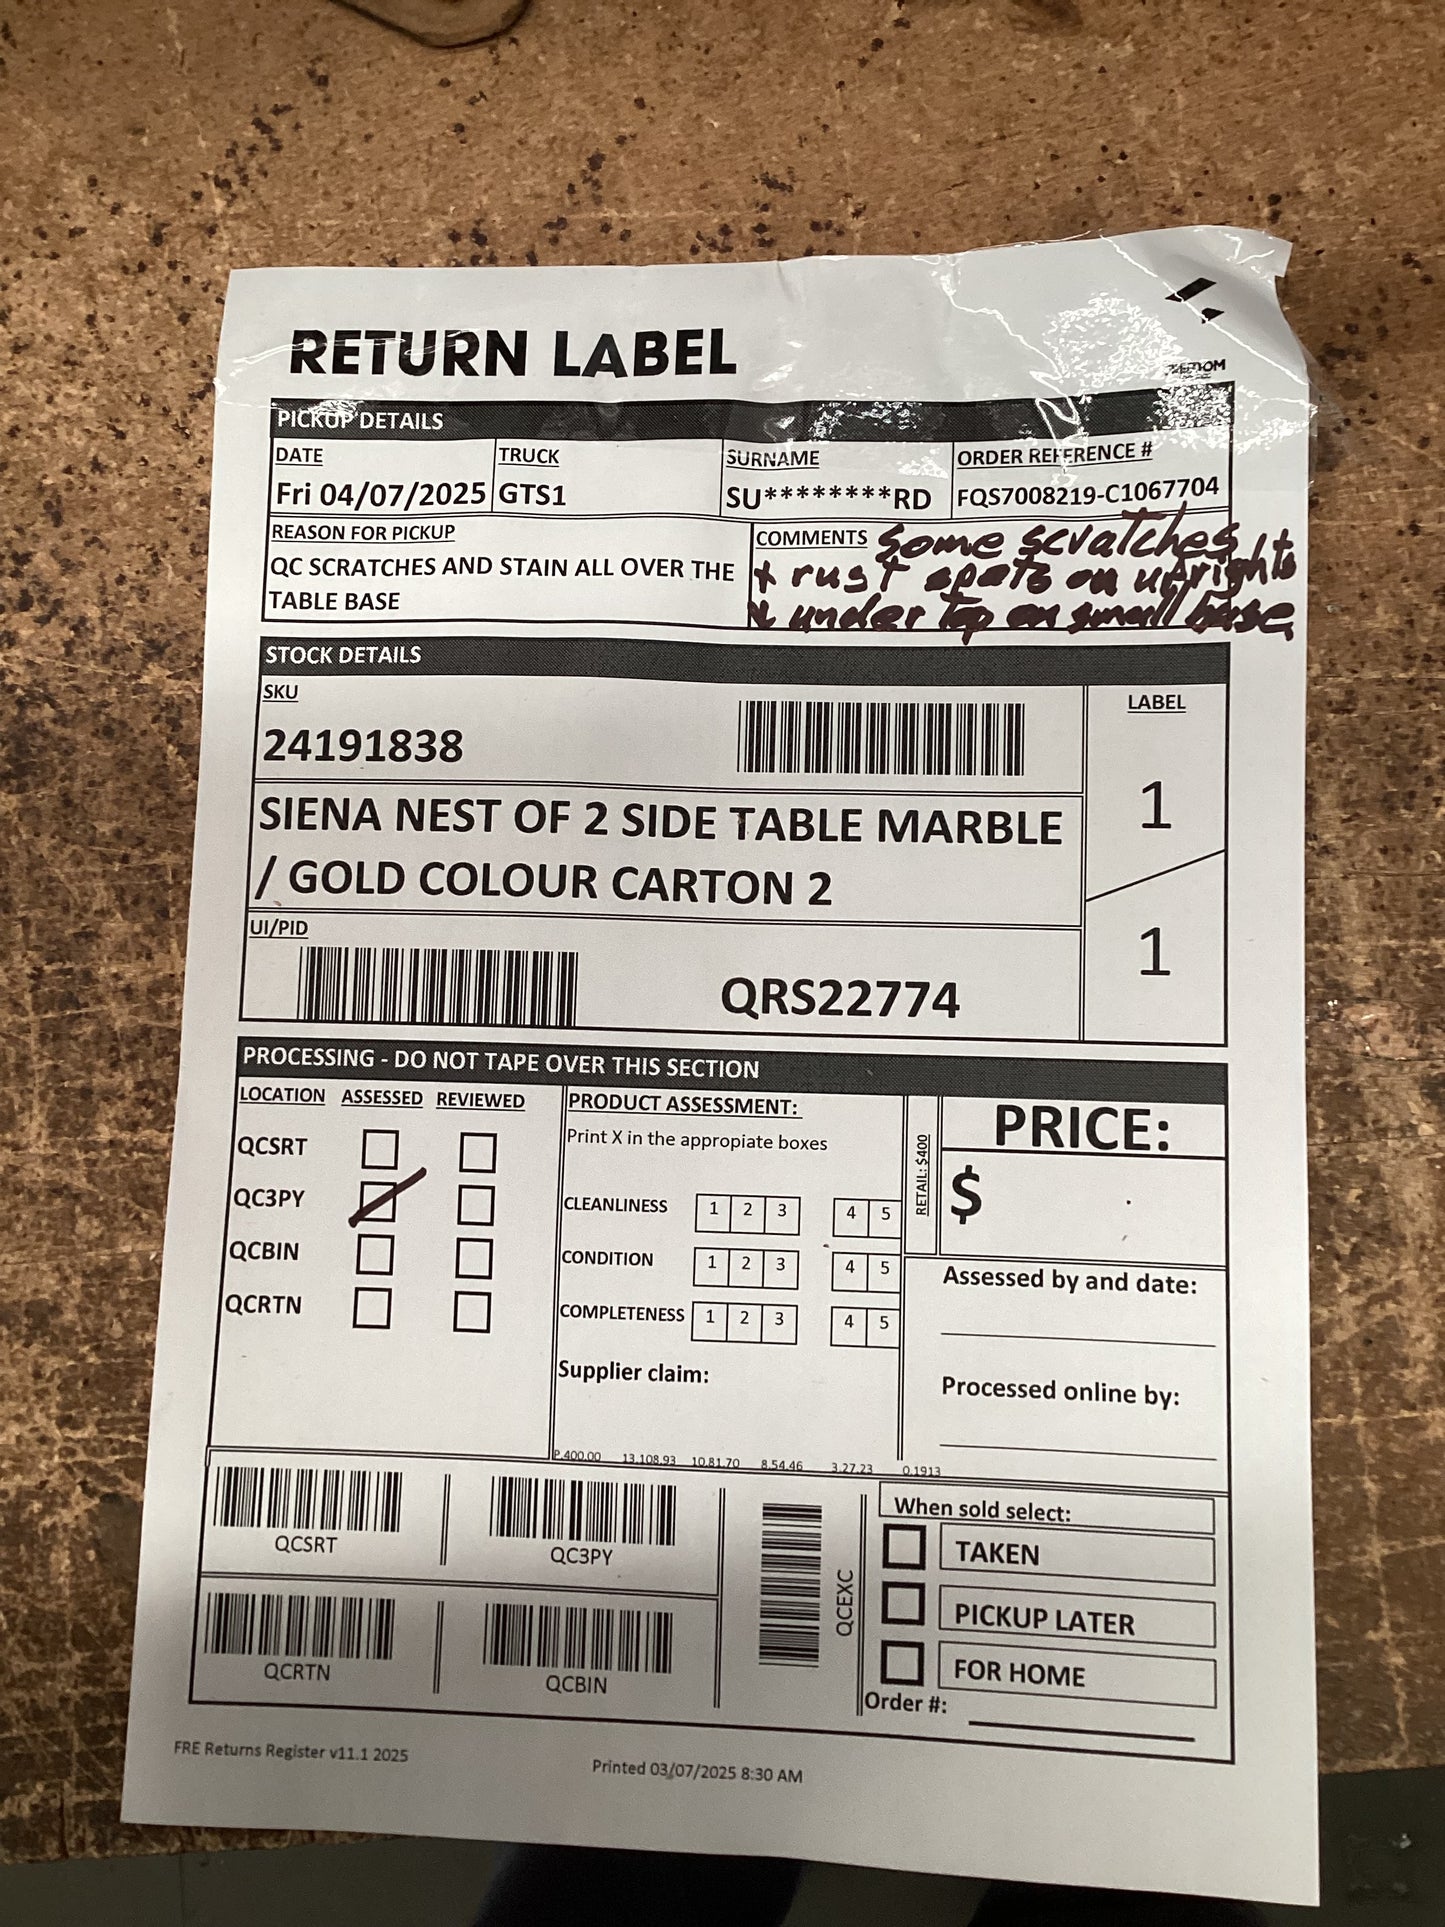 RETURN LABEL
PICKUP DETAILS
DATE TRUCK SURNAME ORDER REFERENCE #
Fri 04/07/2025 GTS1 SU********RD FQS7008219-C1067704
REASON FOR PICKUP
QC SCRATCHES AND STAIN ALL OVER THE
TABLE BASE
COMMENTS Some scratches
+ rust spots on uprights
+ under top on small base
STOCK DETAILS
SKU
24191838
LABEL
1
1
SIENA NEST OF 2 SIDE TABLE MARBLE
/ GOLD COLOUR CARTON 2
UI/PID
QRS22774
PROCESSING - DO NOT TAPE OVER THIS SECTION
LOCATION ASSESSED REVIEWED
QCSRT
QC3PY
QCBIN
QCRTN
PRODUCT ASSESSMENT:
Print X in the appropiate boxes
CLEANLINESS 1 2 3 4 5
CONDITION 1 2 3 4 5
COMPLETENESS 1 2 3 4 5
Supplier claim:
P.400.00 13.108.93 10.81.70 8.54.46 3.27.23 0.1913
RETAIL: $400
PRICE:
$ .
Assessed by and date:
Processed online by:
QCSRT
QC3PY
QCRTN
QCBIN
QCEXC
When sold select:
TAKEN
PICKUP LATER
FOR HOME
Order #:
FRE Returns Register v11.1 2025
Printed 03/07/2025 8:30 AM